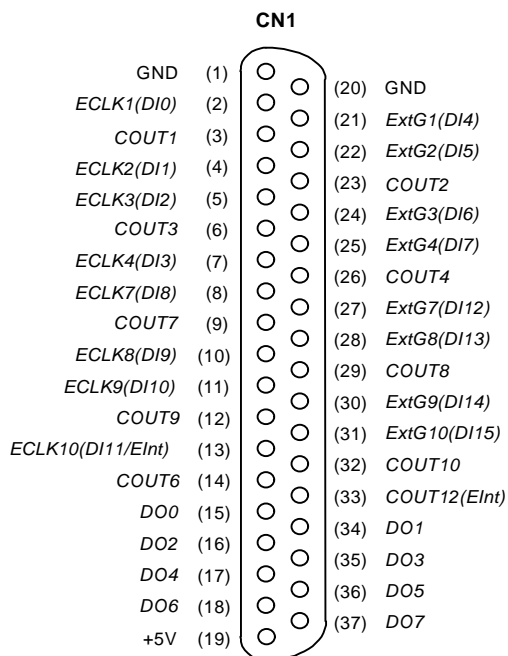 CN1
GND (1)
ECLK1(DI0) (2)
COUT1 (3)
ECLK2(DI1) (4)
ECLK3(DI2) (5)
COUT3 (6)
ECLK4(DI3) (7)
ECLK7(DI8) (8)
COUT7 (9)
ECLK8(DI9) (10)
ECLK9(DI10) (11)
COUT9 (12)
ECLK10(DI11/EInt) (13)
COUT6 (14)
DO0 (15)
DO2 (16)
DO4 (17)
DO6 (18)
+5V (19)
(20) GND
(21) ExtG1(DI4)
(22) ExtG2(DI5)
(23) COUT2
(24) ExtG3(DI6)
(25) ExtG4(DI7)
(26) COUT4
(27) ExtG7(DI12)
(28) ExtG8(DI13)
(29) COUT8
(30) ExtG9(DI14)
(31) ExtG10(DI15)
(32) COUT10
(33) COUT12(EInt)
(34) DO1
(35) DO3
(36) DO5
(37) DO7